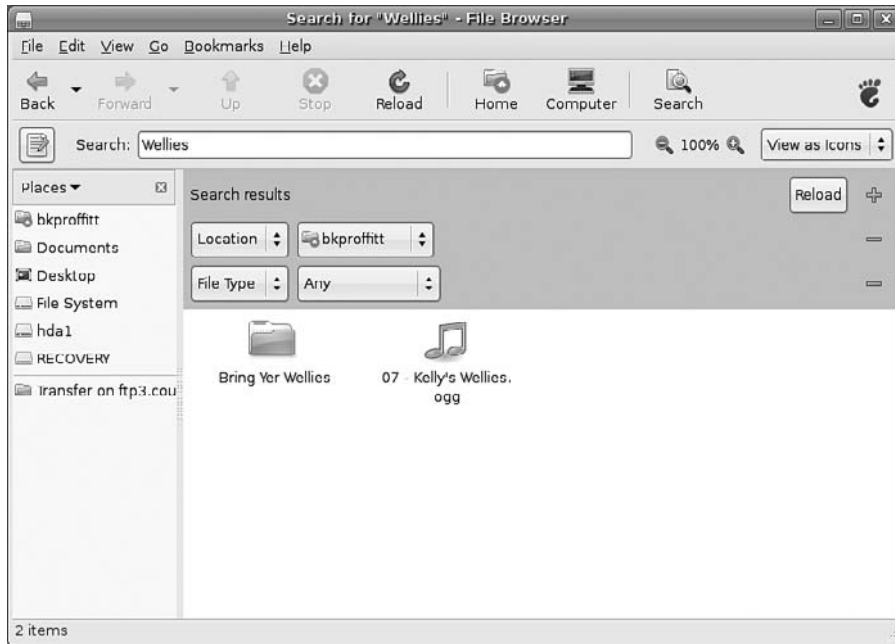 Search for "Wellies" - File Browser
File Edit View Go Bookmarks Help
Back Forward Up Stop Reload Home Computer Search
Search: Wellies 100% View as Icons
Places
bkproffitt
Documents
Desktop
File System
hda1
RECOVERY
Transfer on ftp3.cou
Search results Reload
Location bkproffitt
File Type Any
Bring Yer Wellies
07 - Kelly's Wellies.
ogg
2 items